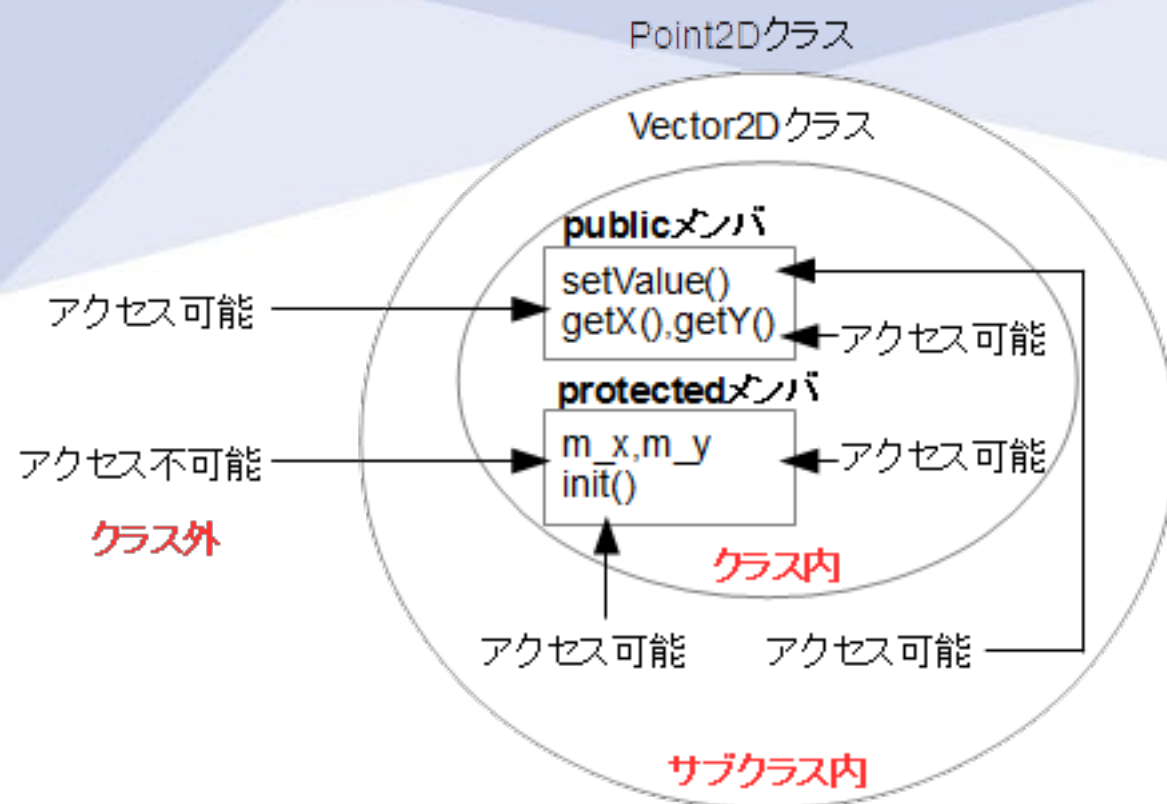 Point2Dクラス
Vector2Dクラス
publicメンバ
setValue()
getX(),getY()
アクセス可能
アクセス可能
protectedメンバ
m_x,m_y
init()
アクセス不可能
アクセス可能
クラス外
クラス内
アクセス可能
アクセス可能
サブクラス内